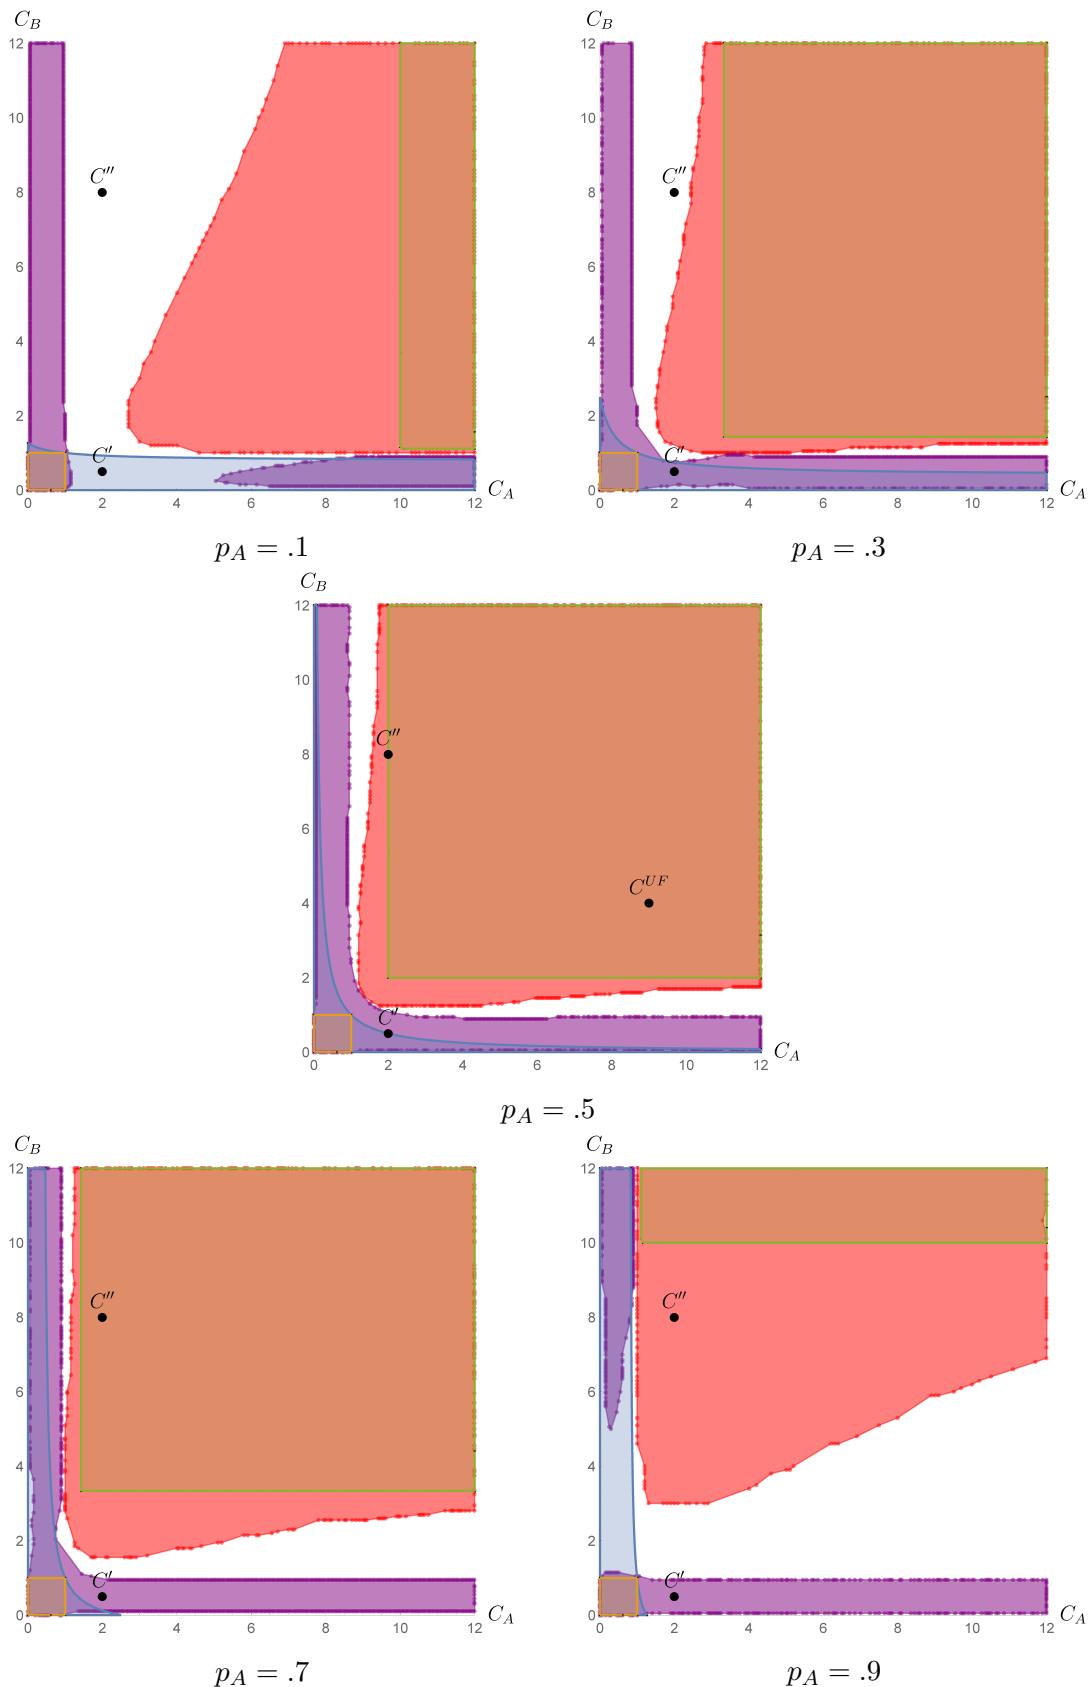 C_B C_B
12 12
10 10
C″ C″
8 8
6 6
4 4
2 2
C′ C′
0 0
C_A C_A
0 2 4 6 8 10 12 0 2 4 6 8 10 12
p_A = .1 p_A = .3
C_B
12
10
C″
8
6
C^{UF}
4
2
C′
0
C_A
0 2 4 6 8 10 12
p_A = .5
C_B C_B
12 12
10 10
C″ C″
8 8
6 6
4 4
2 2
C′ C′
0 0
C_A C_A
0 2 4 6 8 10 12 0 2 4 6 8 10 12
p_A = .7 p_A = .9